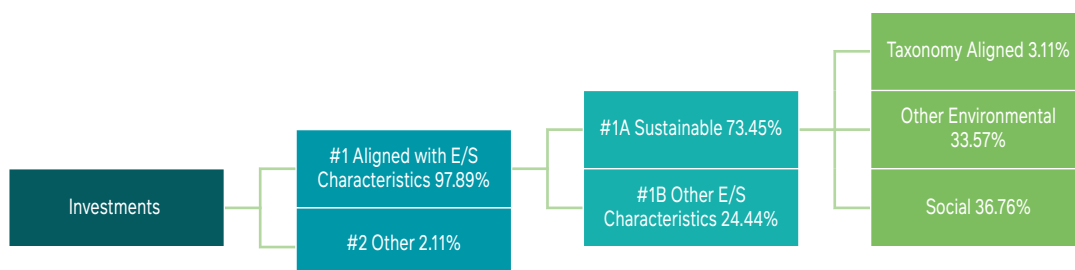 Investments
#1 Aligned with E/S
Characteristics 97.89%
#2 Other 2.11%
#1A Sustainable 73.45%
#1B Other E/S
Characteristics 24.44%
Taxonomy Aligned 3.11%
Other Environmental
33.57%
Social 36.76%